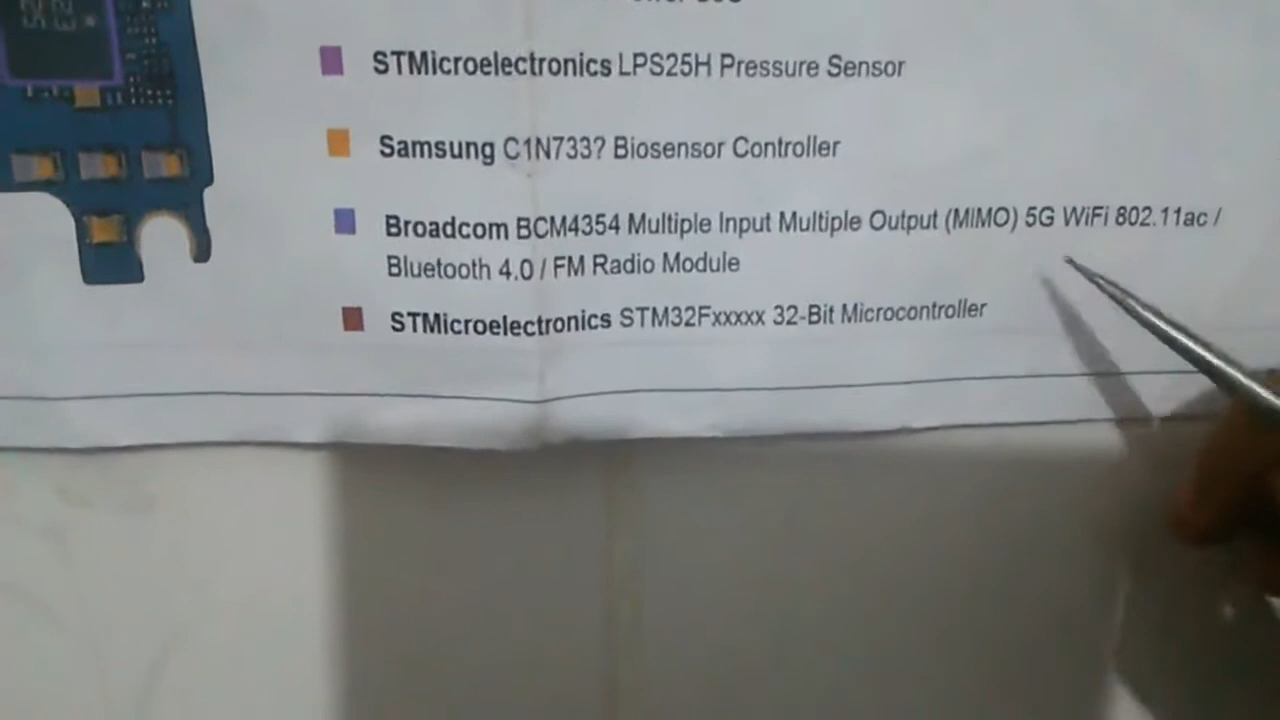 STMicroelectronics LPS25H Pressure Sensor
Samsung C1N733? Biosensor Controller
Broadcom BCM4354 Multiple Input Multiple Output (MIMO) 5G WiFi 802.11ac /
Bluetooth 4.0 / FM Radio Module
STMicroelectronics STM32Fxxxxx 32-Bit Microcontroller